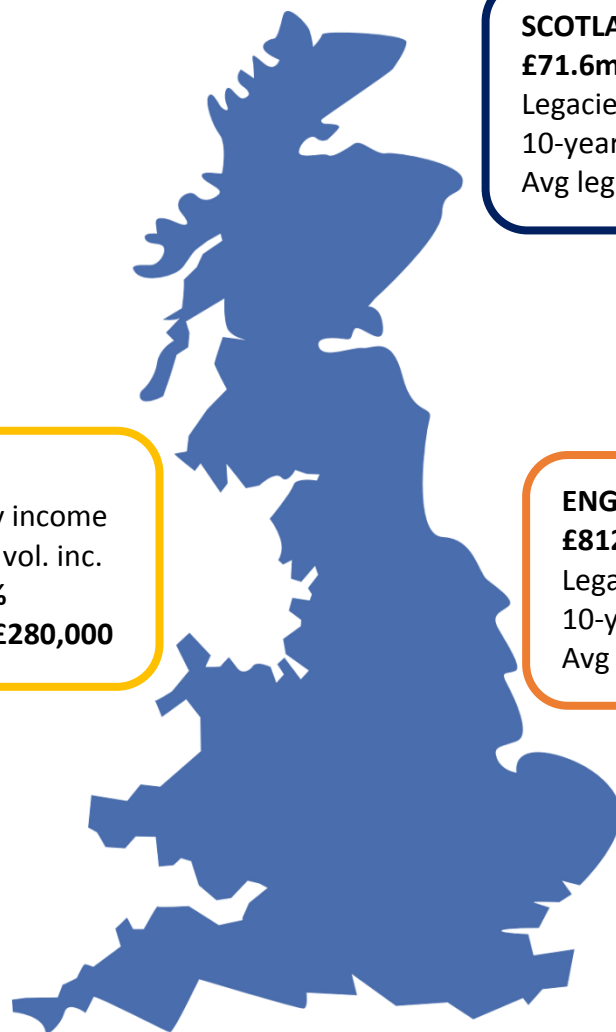 SCOTLA
£71.6m
Legacie
10-year
Avg leg
income
vol. inc.
%
£280,000
ENG
£812
Lega
10-y
Avg